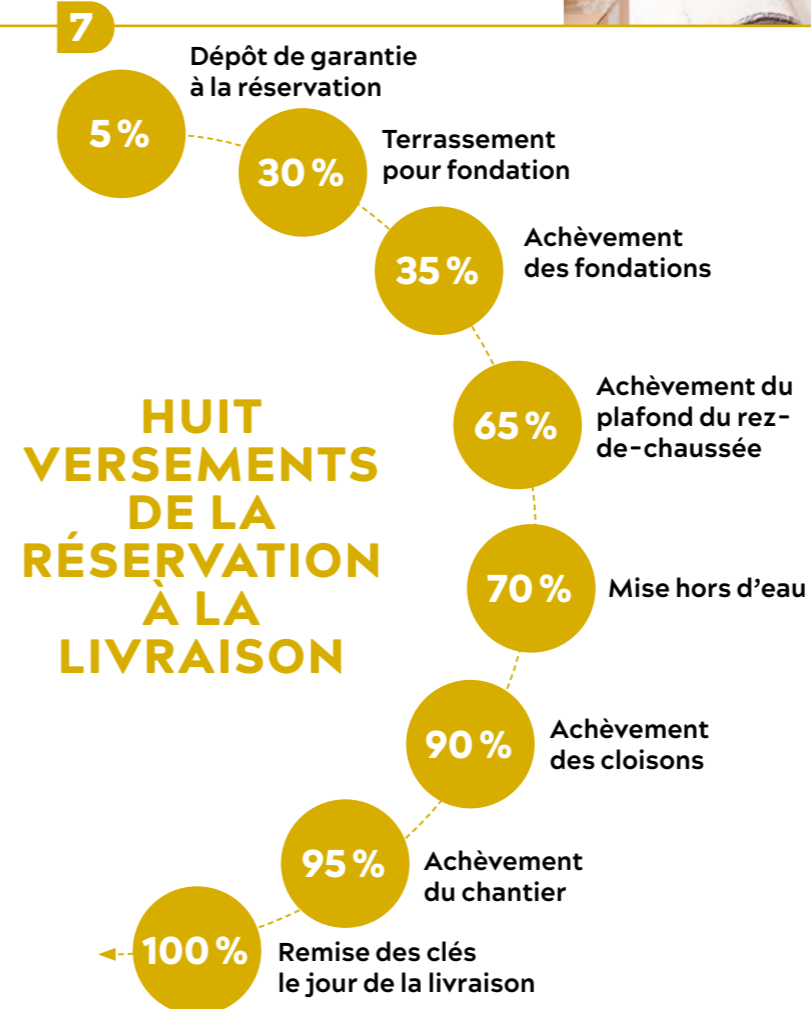 7
5 %
Dépôt de garantie
à la réservation
30 %
Terrassement
pour fondation
35 %
Achèvement
des fondations
65 %
Achèvement du
plafond du rez-
de-chaussée
HUIT
VERSEMENTS
DE LA
RÉSERVATION
À LA
LIVRAISON
70 %
Mise hors d’eau
90 %
Achèvement
des cloisons
95 %
Achèvement
du chantier
100 %
Remise des clés
le jour de la livraison